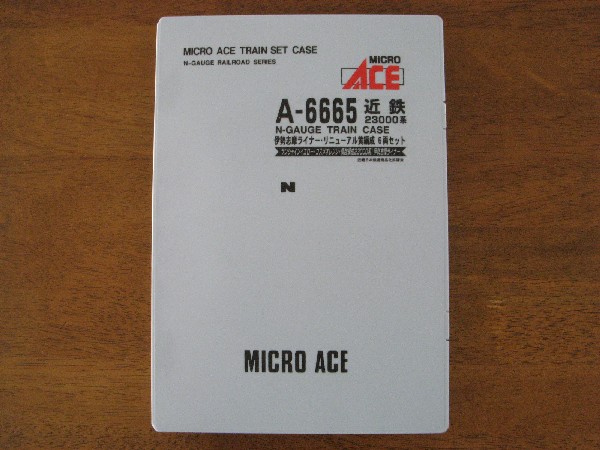 MICRO ACE TRAIN SET CASE
N-GAUGE RAILROAD SERIES
MICRO
ACE
A-6665 近鉄
23000系
N-GAUGE TRAIN CASE
伊勢志摩ライナー・リニューアル黄編成 6両セット
N
MICRO ACE